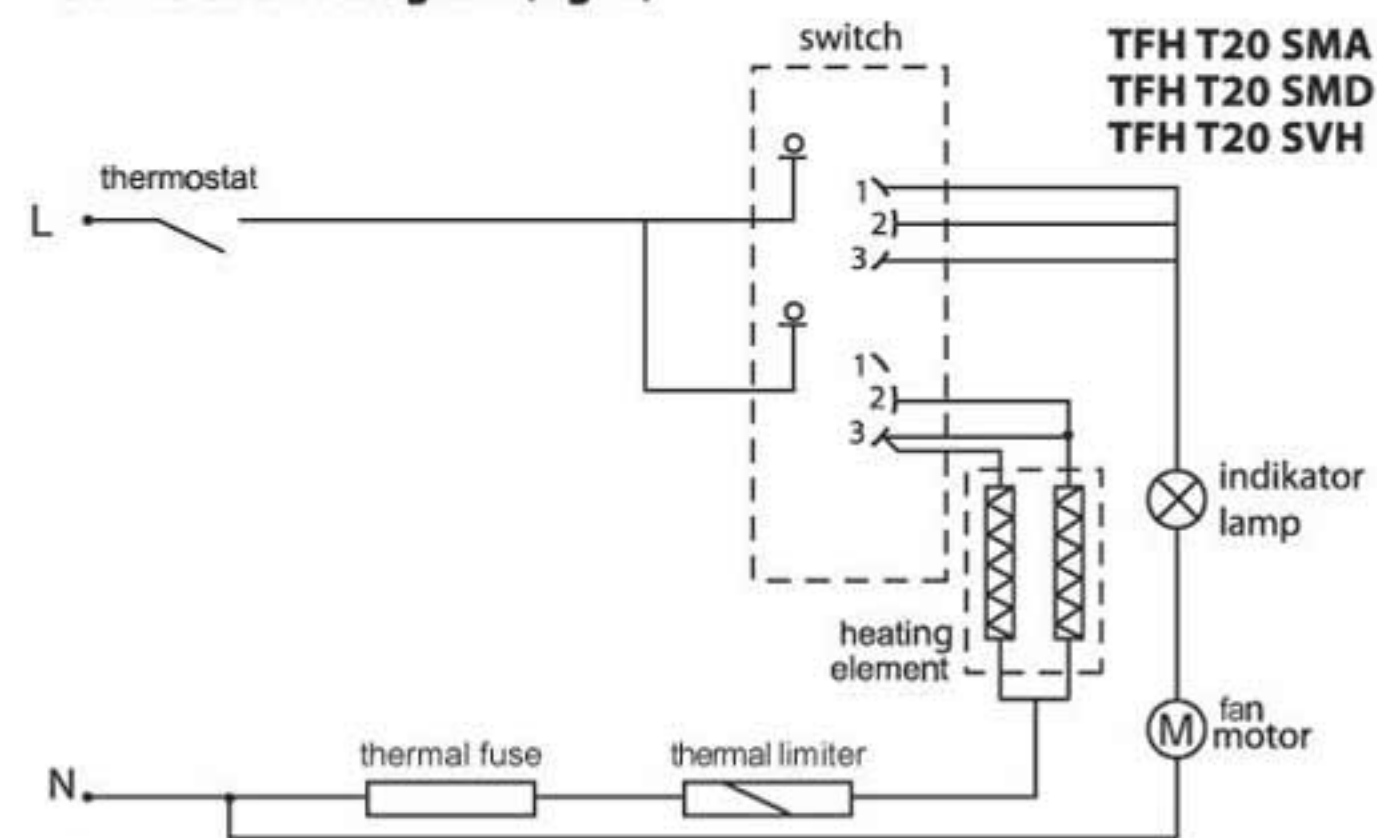 switch
TFH T20 SMA
TFH T20 SMD
TFH T20 SVH
thermostat
L
1
2
3
1
2
3
indikator
lamp
heating
element
fan
motor
M
thermal fuse
thermal limiter
N